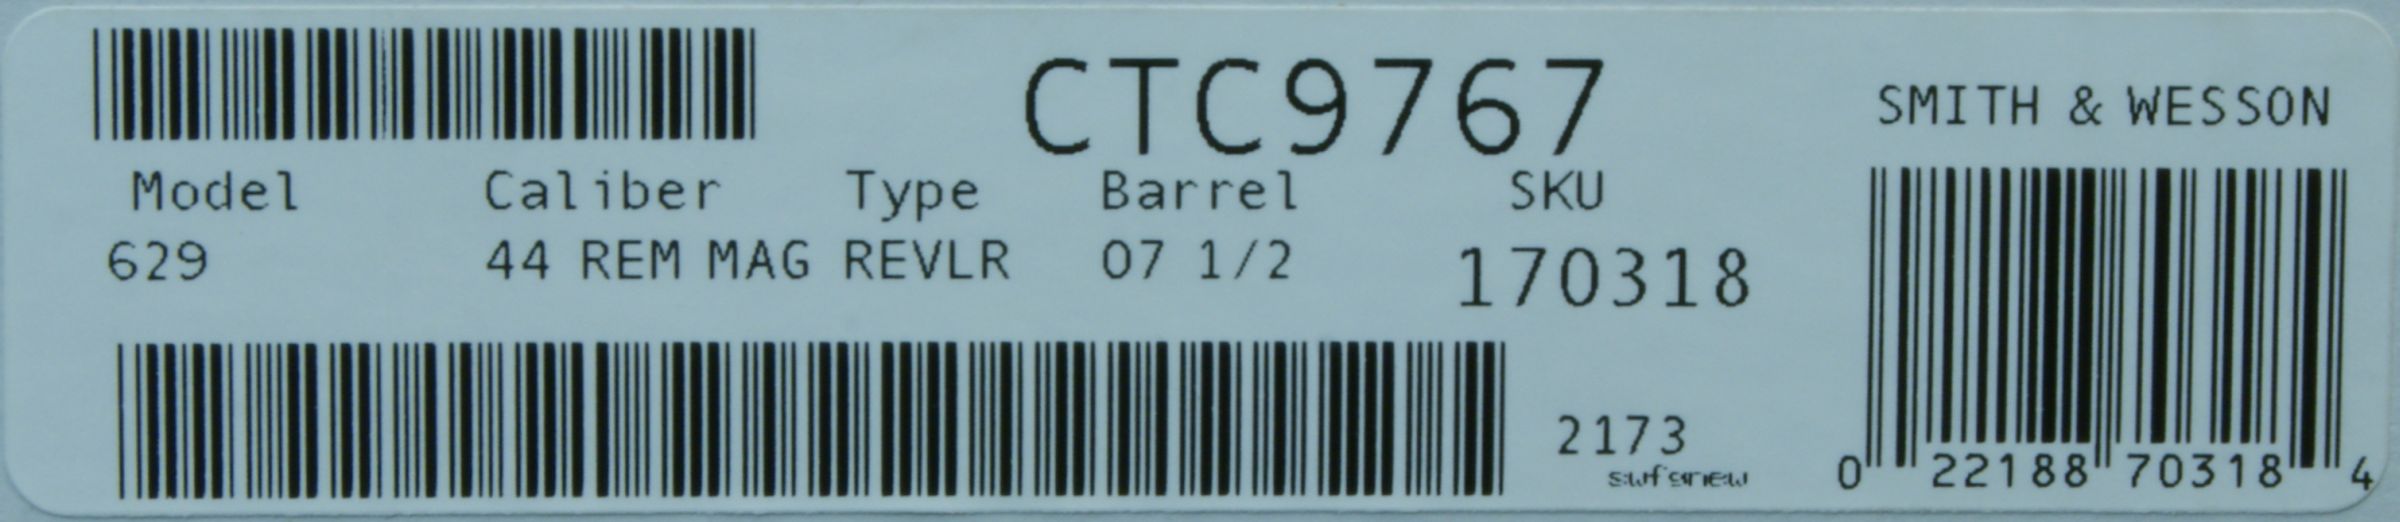 CTC9767
SMITH & WESSON
Model Caliber Type Barrel SKU
629 44 REM MAG REVLR 07 1/2 170318
2173
swfgnew
0 22188 70318 4